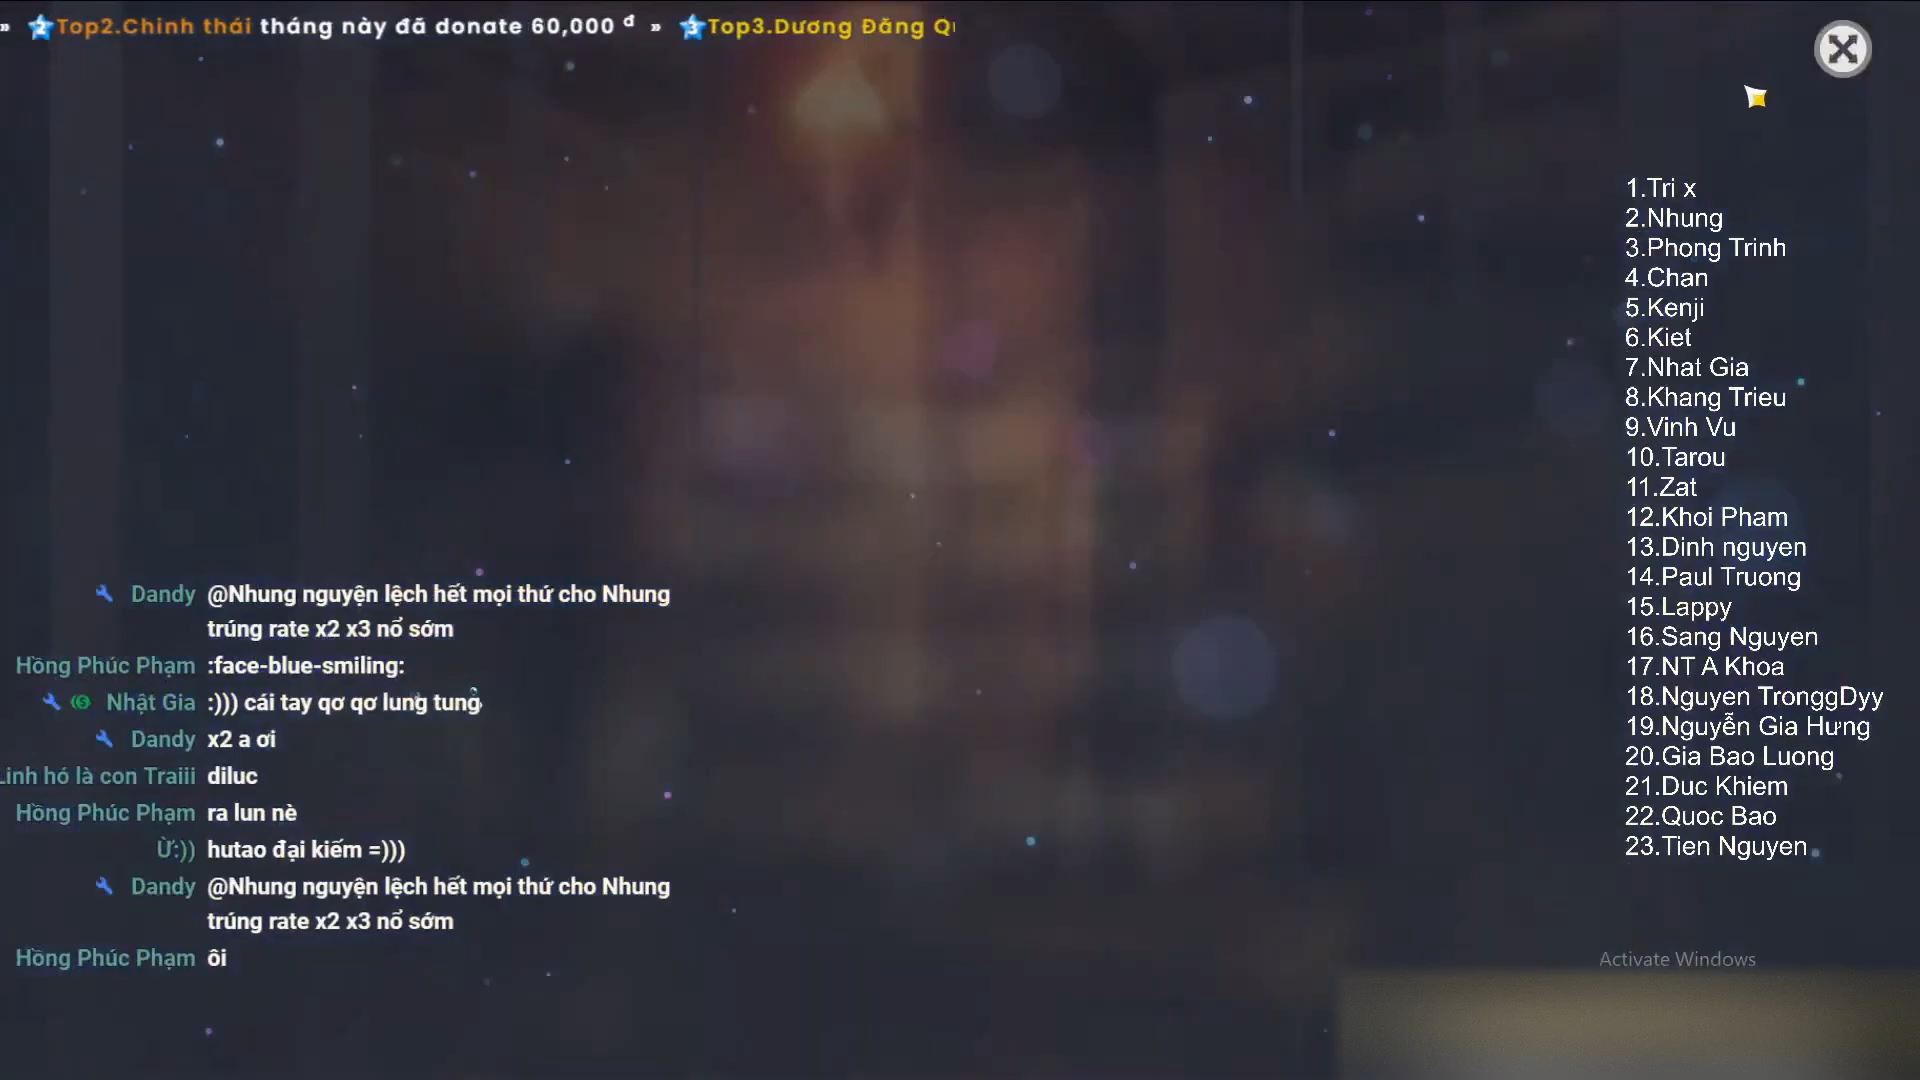 » 2 Top2.Chinh thái tháng này đã donate 60,000 đ » 3 Top3.Dương Đăng
1.Tri x
2.Nhung
3.Phong Trinh
4.Chan
5.Kenji
6.Kiet
7.Nhat Gia
8.Khang Trieu
9.Vinh Vu
10.Tarou
11.Zat
12.Khoi Pham
13.Dinh nguyen
14.Paul Truong
15.Lappy
16.Sang Nguyen
17.NT A Khoa
18.Nguyen TronggDyy
19.Nguyễn Gia Hưng
20.Gia Bao Luong
21.Duc Khiem
22.Quoc Bao
23.Tien Nguyen
Dandy @Nhung nguyện lệch hết mọi thứ cho Nhung
trúng rate x2 x3 nổ sớm
Hồng Phúc Phạm :face-blue-smiling:
Nhật Gia :))) cái tay qơ qơ lung tung
Dandy x2 a ơi
Linh hó là con Traiii diluc
Hồng Phúc Phạm ra lun nè
Ừ:)) hutao đại kiếm =)))
Dandy @Nhung nguyện lệch hết mọi thứ cho Nhung
trúng rate x2 x3 nổ sớm
Hồng Phúc Phạm ôi
Activate Windows